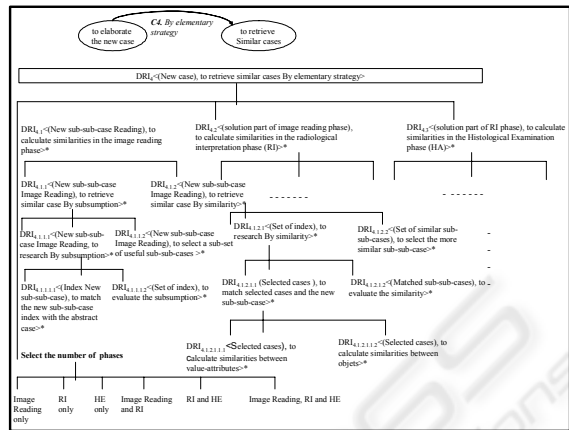 C4. By elementary
strategy
to elaborate
the new case
to retrieve
Similar cases
DRI4<(New case), to retrieve similar cases By elementary strategy>
DRI4.1<(New sub-sub-case Reading), to
calculate similarities in the image reading
phase>*
DRI4.2<(solution part of image reading phase),
to calculate similarities in the radiological
interpretation phase (RI)>*
DRI4.3<(solution part of RI phase), to calculate
similarities in the Histological Examination
phase (HA)>*
DRI4.1.1<(New sub-sub-case
Image Reading), to retrieve
similar case By subsumption>*
DRI4.1.2<(New sub-sub-case
Image Reading), to retrieve
similar case By similarity>*
- - - - - - -
- - - - - - -
DRI4.1.1.1<(New sub-sub-
case Image Reading, to
research By subsumption>*
DRI4.1.1.2<(New sub-sub-case
Image Reading), to select a sub-set
of useful sub-sub-cases >*
DRI4.1.2.1<(Set of index), to
research By similarity>*
DRI4.1.2.2<(Set of similar sub-
sub-cases), to select the more
similar sub-sub-case>*
DRI4.1.1.1.1<(Index New
sub-sub-case), to match
the new sub-sub-case
index with the abstract
case>*
DRI4.1.1.1.2<(Set of index), to
evaluate the subsumption>*
DRI4.1.2.1.1<(Selected cases ), to
match selected cases and the new
sub-sub-case>*
DRI4.1.2.1.2<(Matched sub-sub-cases), to
evaluate the similarity>*
DRI4.1.2.1.1.1<Selected cases), to
calculate similarities between
value-attributes>*
DRI4.1.2.1.1.2<(Selected cases), to
calculate similarities between
objets>*
Select the number of phases
Image
Reading
only
RI
only
HE
only
Image Reading
and RI
RI and HE
Image Reading, RI and HE